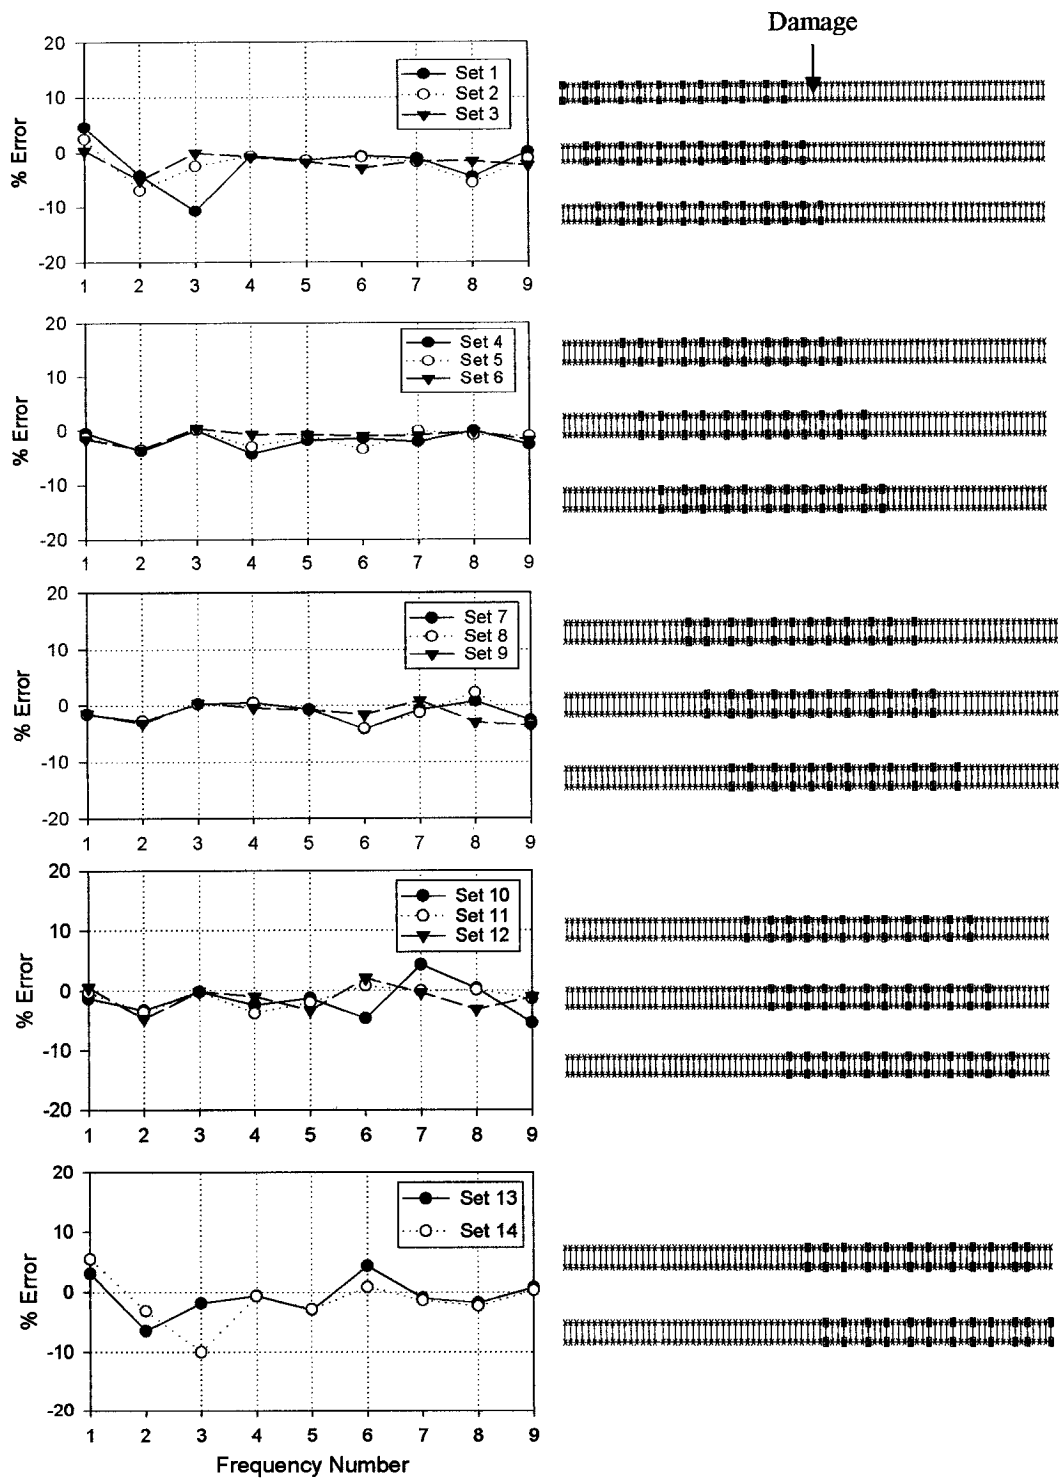 Damage
20
10
0
-10
-20
% Error
Set 1
Set 2
Set 3
1 2 3 4 5 6 7 8 9
20
10
0
-10
-20
% Error
Set 4
Set 5
Set 6
1 2 3 4 5 6 7 8 9
20
10
0
-10
-20
% Error
Set 7
Set 8
Set 9
1 2 3 4 5 6 7 8 9
20
10
0
-10
-20
% Error
Set 10
Set 11
Set 12
1 2 3 4 5 6 7 8 9
20
10
0
-10
-20
% Error
Set 13
Set 14
1 2 3 4 5 6 7 8 9
Frequency Number